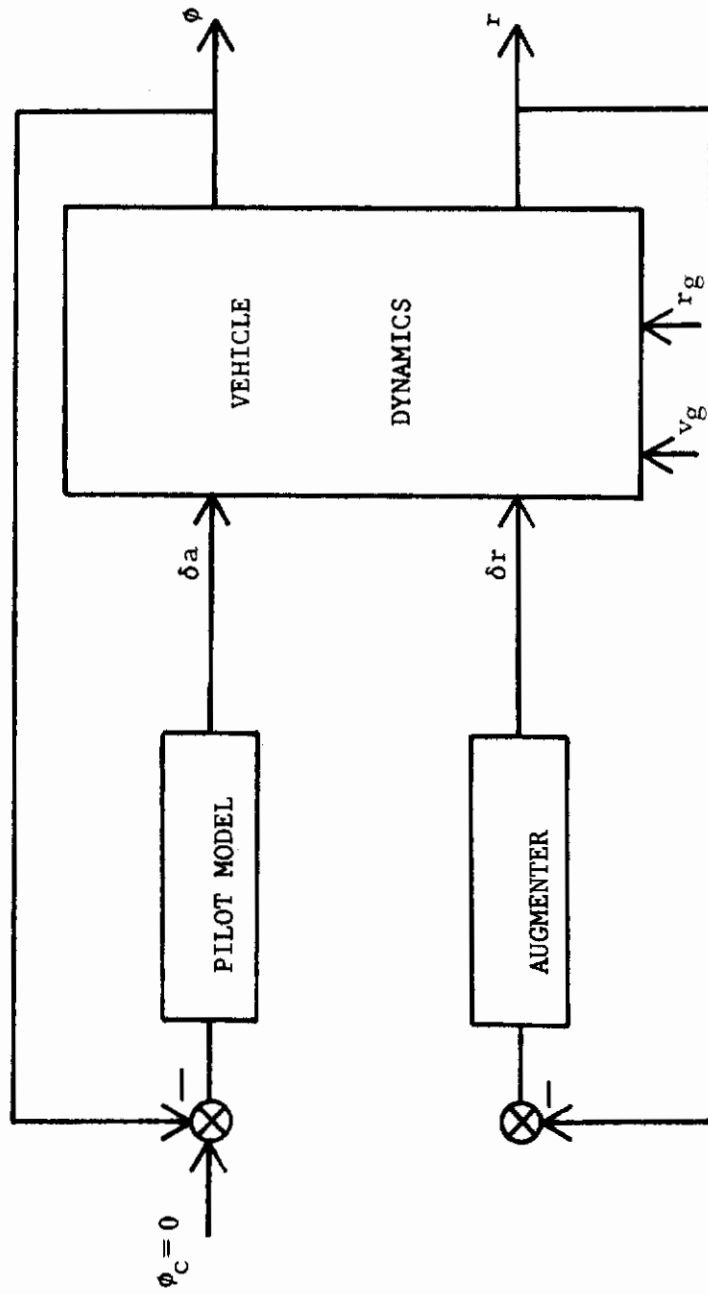 ϕ
r
VEHICLE
DYNAMICS
vg
rg
δa
δr
PILOT MODEL
AUGMENTER
−
−
ϕc = 0